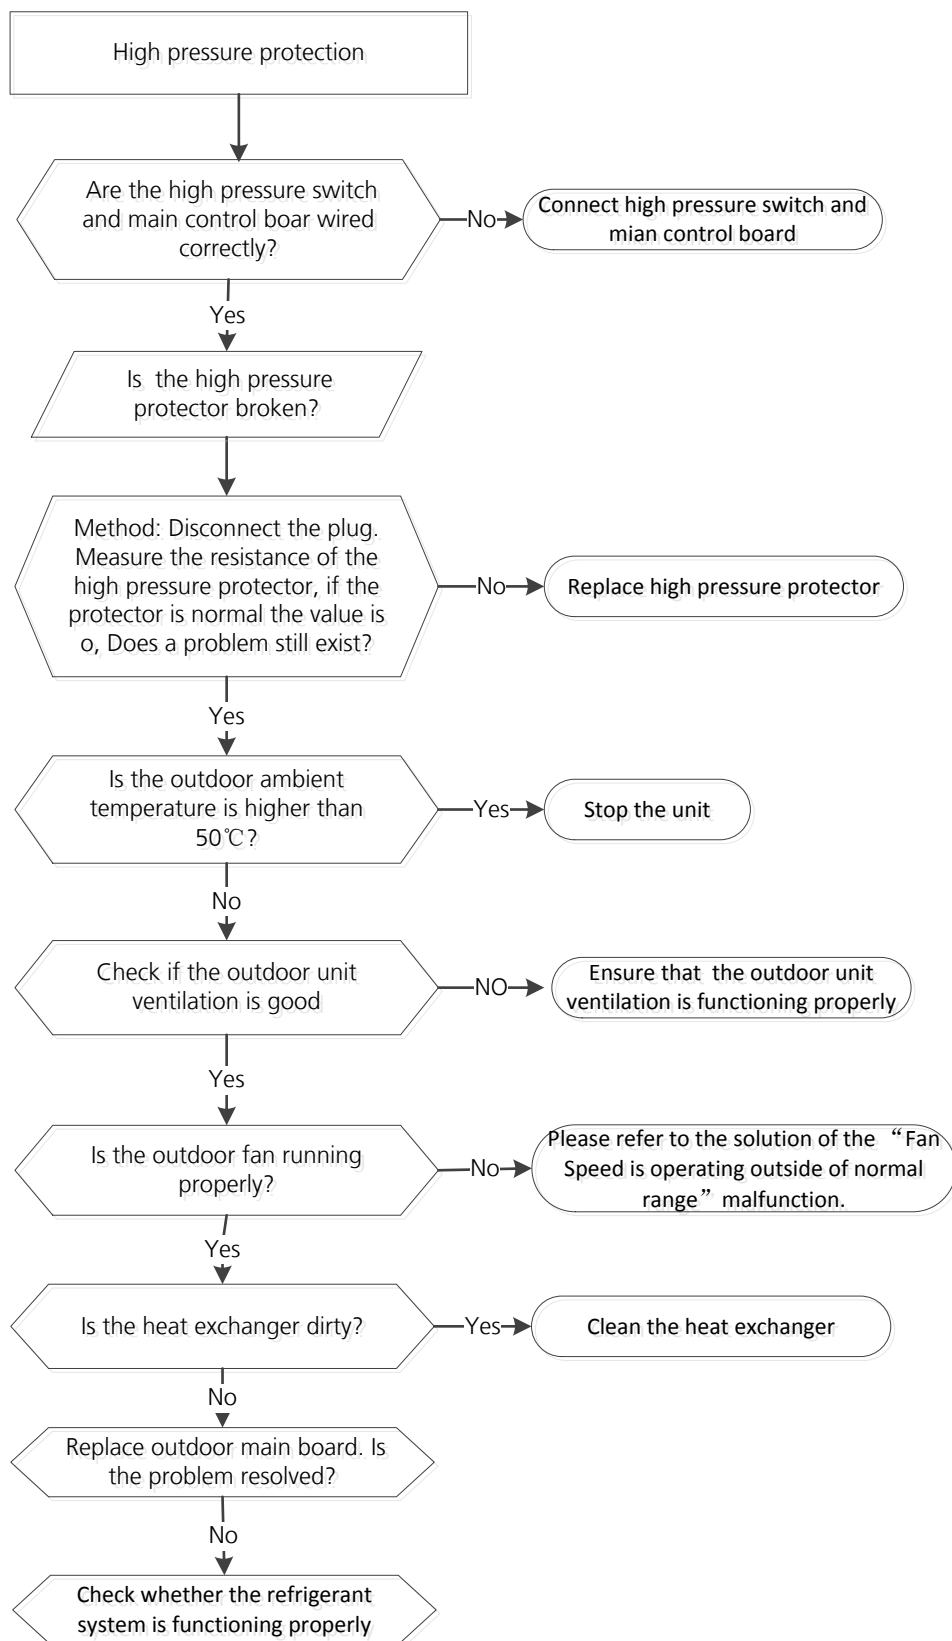 High pressure protection
Are the high pressure switch
and main control boar wired
correctly?
No
Connect high pressure switch and
mian control board
Yes
Is the high pressure
protector broken?
Method: Disconnect the plug.
Measure the resistance of the
high pressure protector, if the
protector is normal the value is
o, Does a problem still exist?
No
Replace high pressure protector
Yes
Is the outdoor ambient
temperature is higher than
50℃?
Yes
Stop the unit
No
Check if the outdoor unit
ventilation is good
NO
Ensure that the outdoor unit
ventilation is functioning properly
Yes
Is the outdoor fan running
properly?
No
Please refer to the solution of the “Fan
Speed is operating outside of normal
range” malfunction.
Yes
Is the heat exchanger dirty?
Yes
Clean the heat exchanger
No
Replace outdoor main board. Is
the problem resolved?
No
Check whether the refrigerant
system is functioning properly